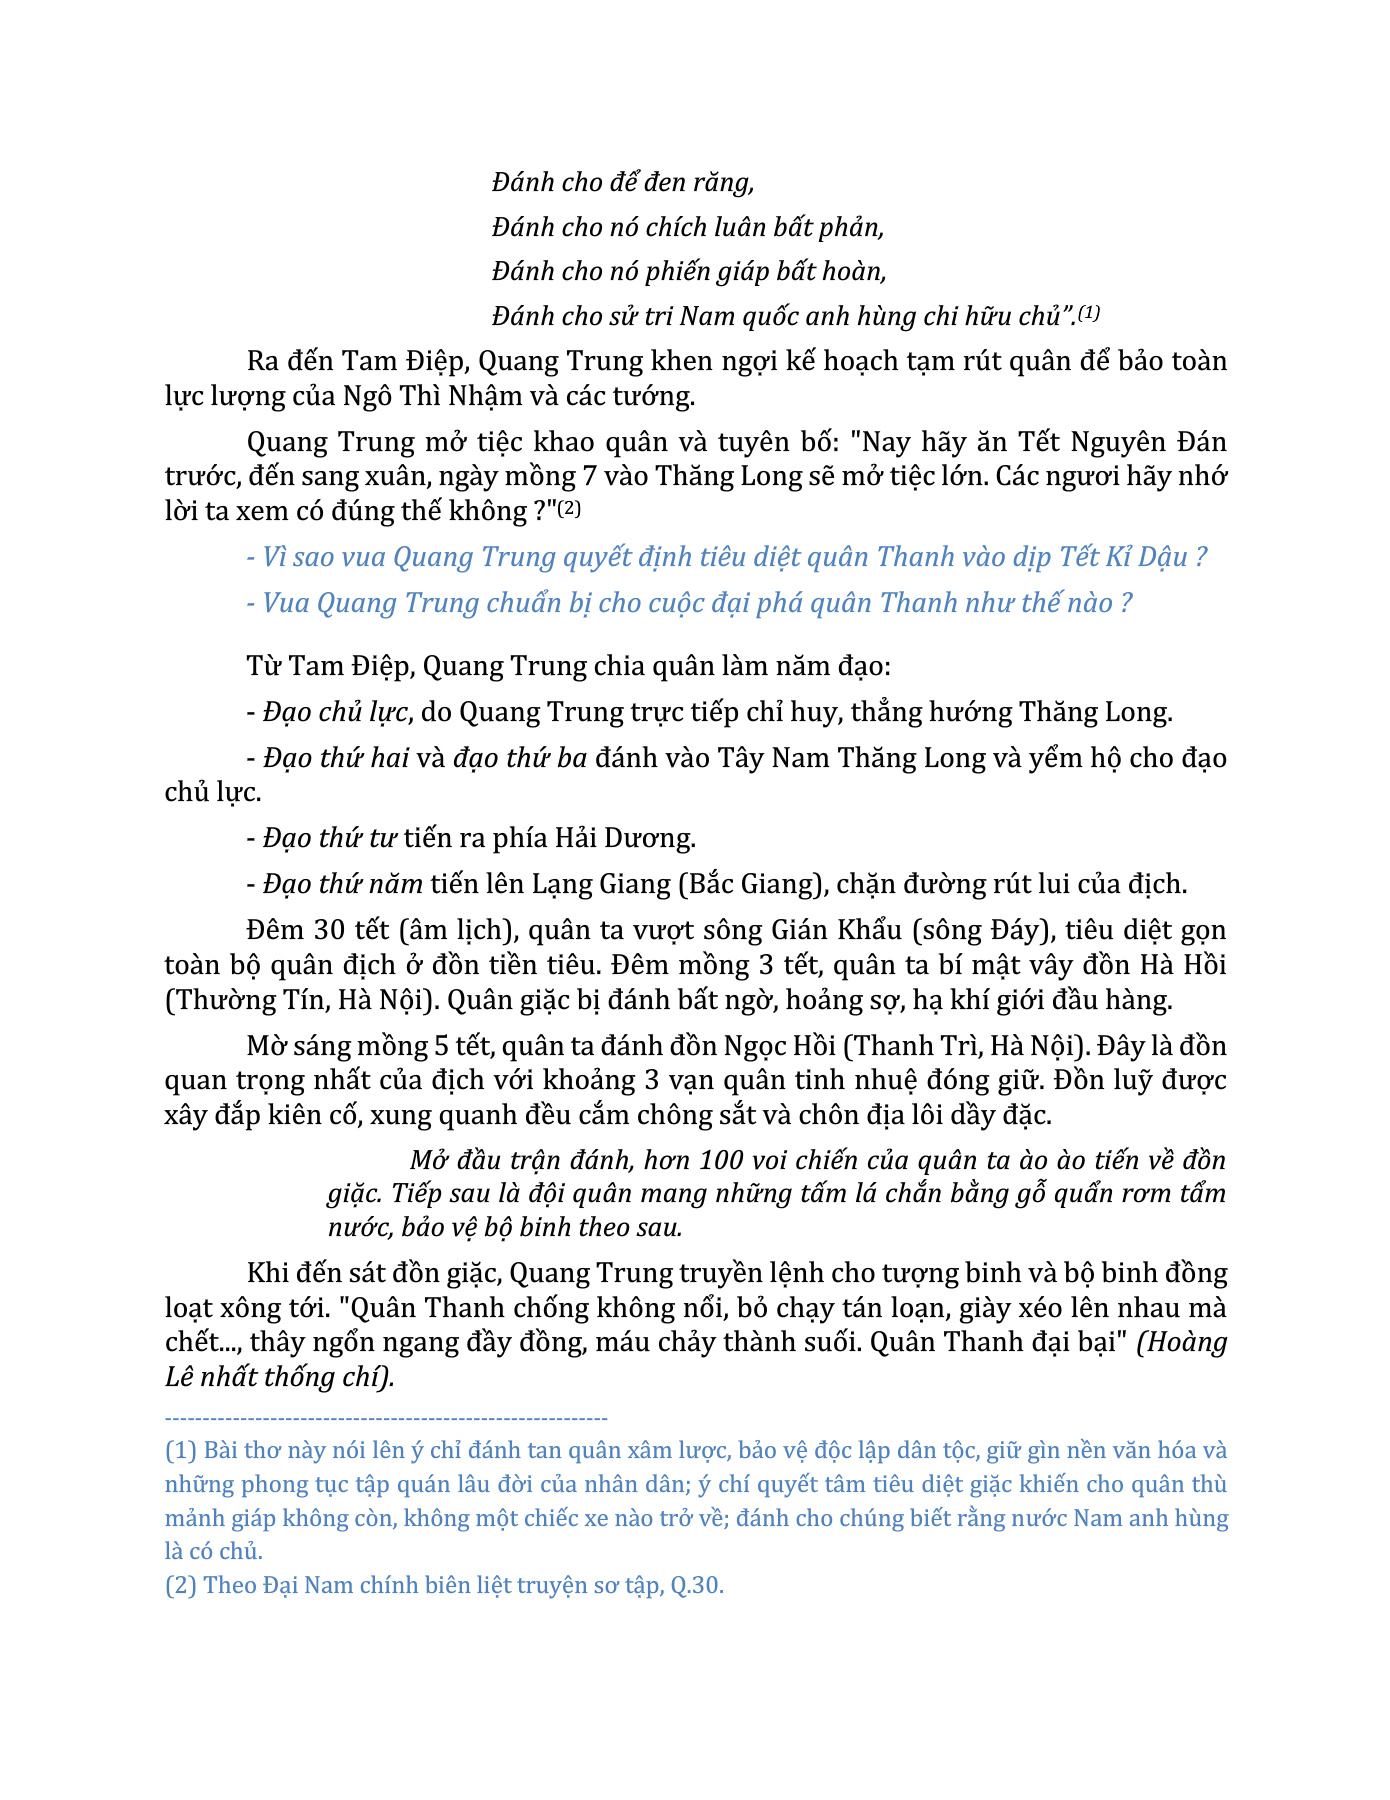 Đánh cho để đen răng,
Đánh cho nó chích luân bất phản,
Đánh cho nó phiến giáp bất hoàn,
Đánh cho sử tri Nam quốc anh hùng chi hữu chủ”.(1)
Ra đến Tam Điệp, Quang Trung khen ngợi kế hoạch tạm rút quân để bảo toàn
lực lượng của Ngô Thì Nhậm và các tướng.
Quang Trung mở tiệc khao quân và tuyên bố: "Nay hãy ăn Tết Nguyên Đán
trước, đến sang xuân, ngày mồng 7 vào Thăng Long sẽ mở tiệc lớn. Các ngươi hãy nhớ
lời ta xem có đúng thế không ?"(2)
- Vì sao vua Quang Trung quyết định tiêu diệt quân Thanh vào dịp Tết Kỉ Dậu ?
- Vua Quang Trung chuẩn bị cho cuộc đại phá quân Thanh như thế nào ?
Từ Tam Điệp, Quang Trung chia quân làm năm đạo:
- Đạo chủ lực, do Quang Trung trực tiếp chỉ huy, thẳng hướng Thăng Long.
- Đạo thứ hai và đạo thứ ba đánh vào Tây Nam Thăng Long và yểm hộ cho đạo
chủ lực.
- Đạo thứ tư tiến ra phía Hải Dương.
- Đạo thứ năm tiến lên Lạng Giang (Bắc Giang), chặn đường rút lui của địch.
Đêm 30 tết (âm lịch), quân ta vượt sông Gián Khẩu (sông Đáy), tiêu diệt gọn
toàn bộ quân địch ở đồn tiền tiêu. Đêm mồng 3 tết, quân ta bí mật vây đồn Hà Hồi
(Thường Tín, Hà Nội). Quân giặc bị đánh bất ngờ, hoảng sợ, hạ khí giới đầu hàng.
Mờ sáng mồng 5 tết, quân ta đánh đồn Ngọc Hồi (Thanh Trì, Hà Nội). Đây là đồn
quan trọng nhất của địch với khoảng 3 vạn quân tinh nhuệ đóng giữ. Đồn luỹ được
xây đắp kiên cố, xung quanh đều cắm chông sắt và chôn địa lôi dầy đặc.
Mở đầu trận đánh, hơn 100 voi chiến của quân ta ào ào tiến về đồn
giặc. Tiếp sau là đội quân mang những tấm lá chắn bằng gỗ quẩn rơm tẩm
nước, bảo vệ bộ binh theo sau.
Khi đến sát đồn giặc, Quang Trung truyền lệnh cho tượng binh và bộ binh đồng
loạt xông tới. "Quân Thanh chống không nổi, bỏ chạy tán loạn, giày xéo lên nhau mà
chết..., thây ngổn ngang đầy đồng, máu chảy thành suối. Quân Thanh đại bại" (Hoàng
Lê nhất thống chí).
-----------------------------------------------------------
(1) Bài thơ này nói lên ý chỉ đánh tan quân xâm lược, bảo vệ độc lập dân tộc, giữ gìn nền văn hóa và
những phong tục tập quán lâu đời của nhân dân; ý chí quyết tâm tiêu diệt giặc khiến cho quân thù
mảnh giáp không còn, không một chiếc xe nào trở về; đánh cho chúng biết rằng nước Nam anh hùng
là có chủ.
(2) Theo Đại Nam chính biên liệt truyện sơ tập, Q.30.